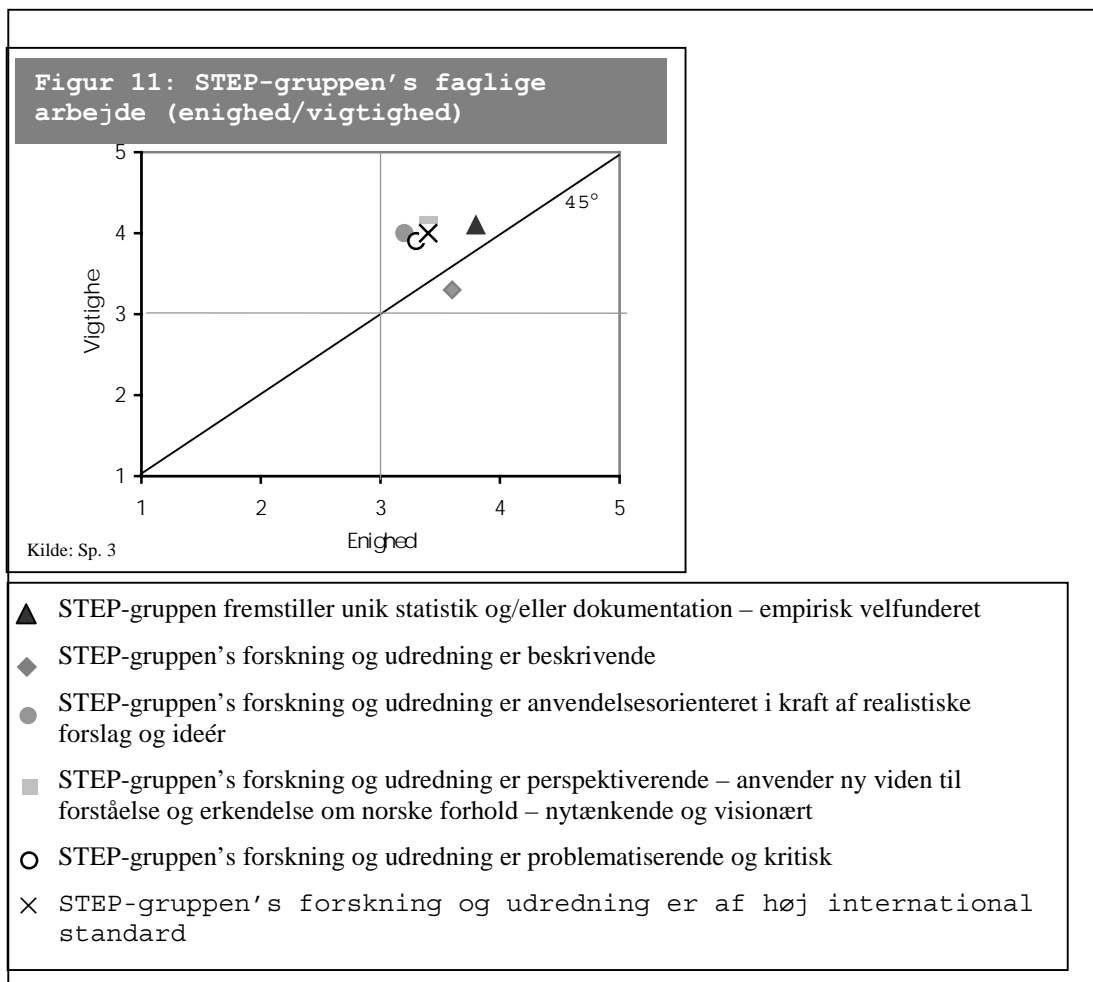 Figur 11: STEP-gruppen's faglige
arbejde (enighed/vigtighed)
5
45°
4
Vigtighe
3
2
1
1 2 3 4 5
Enighed
Kilde: Sp. 3
STEP-gruppen fremstiller unik statistik og/eller dokumentation – empirisk velfunderet
STEP-gruppen's forskning og udredning er beskrivende
STEP-gruppen's forskning og udredning er anvendelsesorienteret i kraft af realistiske
forslag og ideér
STEP-gruppen's forskning og udredning er perspektiverende – anvender ny viden til
forståelse og erkendelse om norske forhold – nytænkende og visionært
STEP-gruppen's forskning og udredning er problematiserende og kritisk
STEP-gruppen's forskning og udredning er af høj international
standard